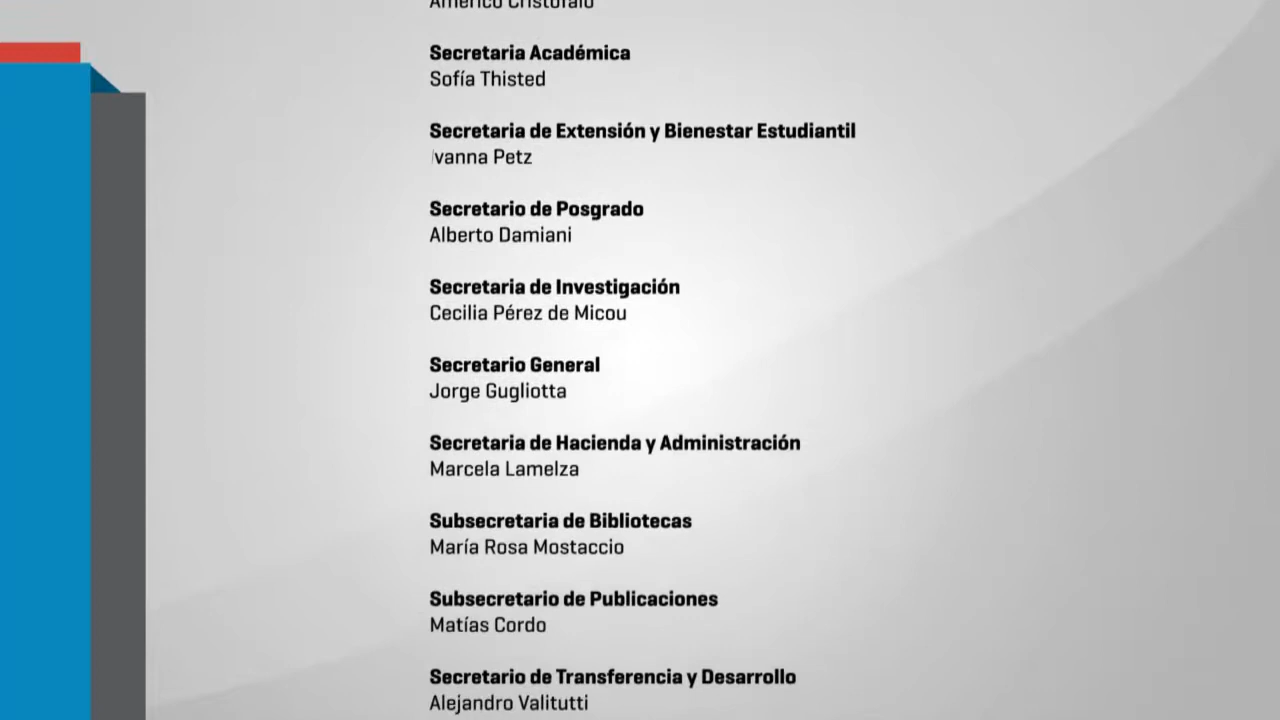 Américo Cristófalo
Secretaria Académica
Sofía Thisted
Secretaria de Extensión y Bienestar Estudiantil
Ivanna Petz
Secretario de Posgrado
Alberto Damiani
Secretaria de Investigación
Cecilia Pérez de Micou
Secretario General
Jorge Gugliotta
Secretaria de Hacienda y Administración
Marcela Lamelza
Subsecretaria de Bibliotecas
María Rosa Mostaccio
Subsecretario de Publicaciones
Matías Cordo
Secretario de Transferencia y Desarrollo
Alejandro Valitutti